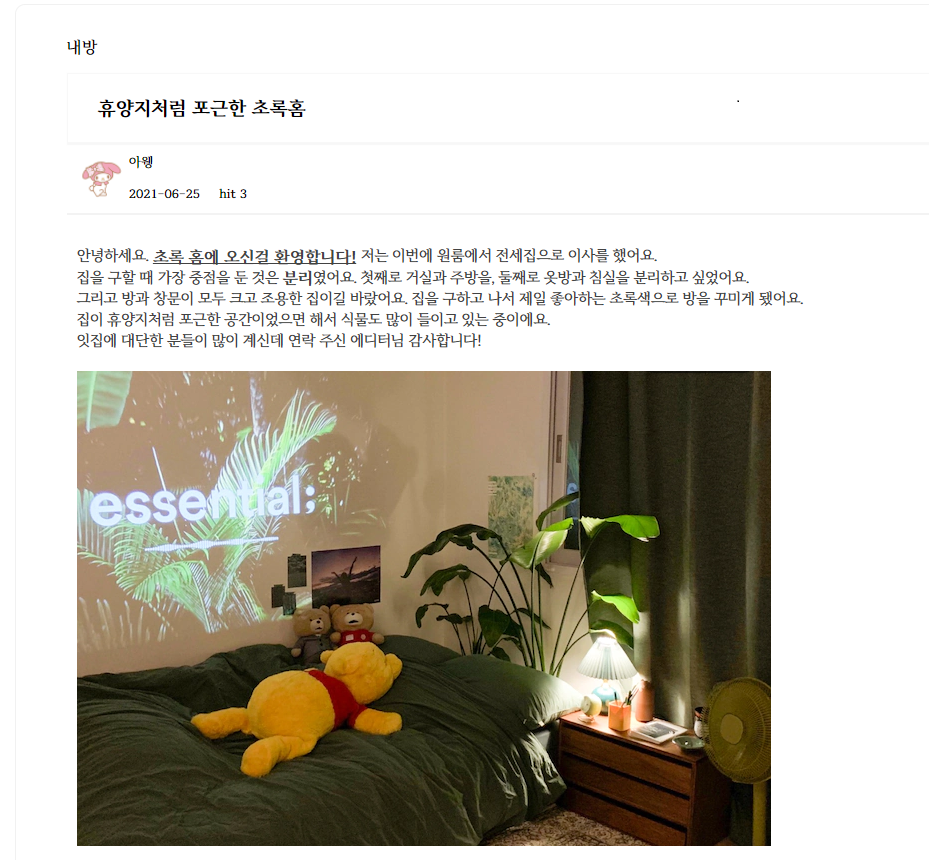 내방
휴양지처럼 포근한 초록홈
아웽
2021-06-25 hit 3
안녕하세요. 초록 홈에 오신걸 환영합니다! 저는 이번에 원룸에서 전세집으로 이사를 했어요.
집을 구할 때 가장 중점을 둔 것은 분리였어요. 첫째로 거실과 주방을, 둘째로 옷방과 침실을 분리하고 싶었어요.
그리고 방과 창문이 모두 크고 조용한 집이길 바랐어요. 집을 구하고 나서 제일 좋아하는 초록색으로 방을 꾸미게 됐어요.
집이 휴양지처럼 포근한 공간이었으면 해서 식물도 많이 들이고 있는 중이에요.
잇집에 대단한 분들이 많이 계신데 연락 주신 에디터님 감사합니다!
essential;